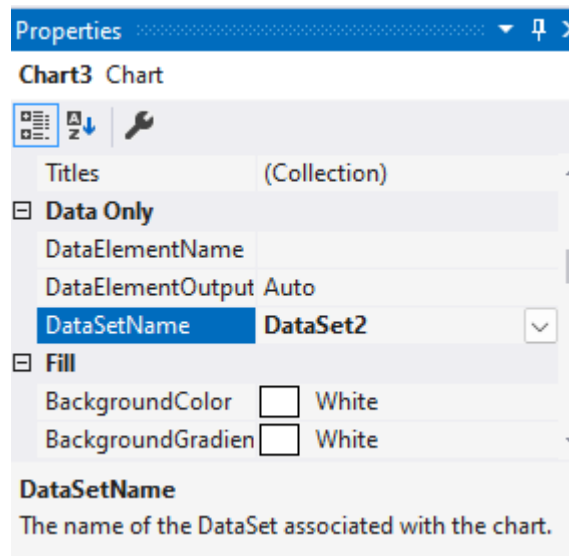 Properties
Chart3 Chart
Titles (Collection)
Data Only
DataElementName
DataElementOutput Auto
DataSetName DataSet2
Fill
BackgroundColor White
BackgroundGradien White
DataSetName
The name of the DataSet associated with the chart.